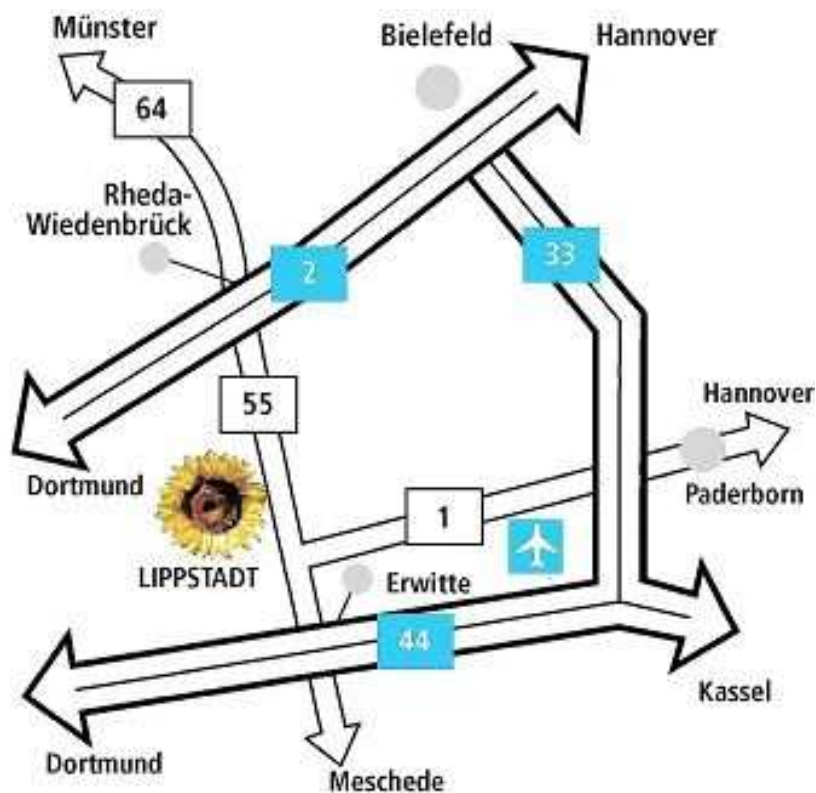 Münster
Bielefeld
Hannover
64
Rheda-
Wiedenbrück
2
33
55
Hannover
Dortmund
1
Paderborn
LIPPSTADT
Erwitte
44
Kassel
Dortmund
Meschede